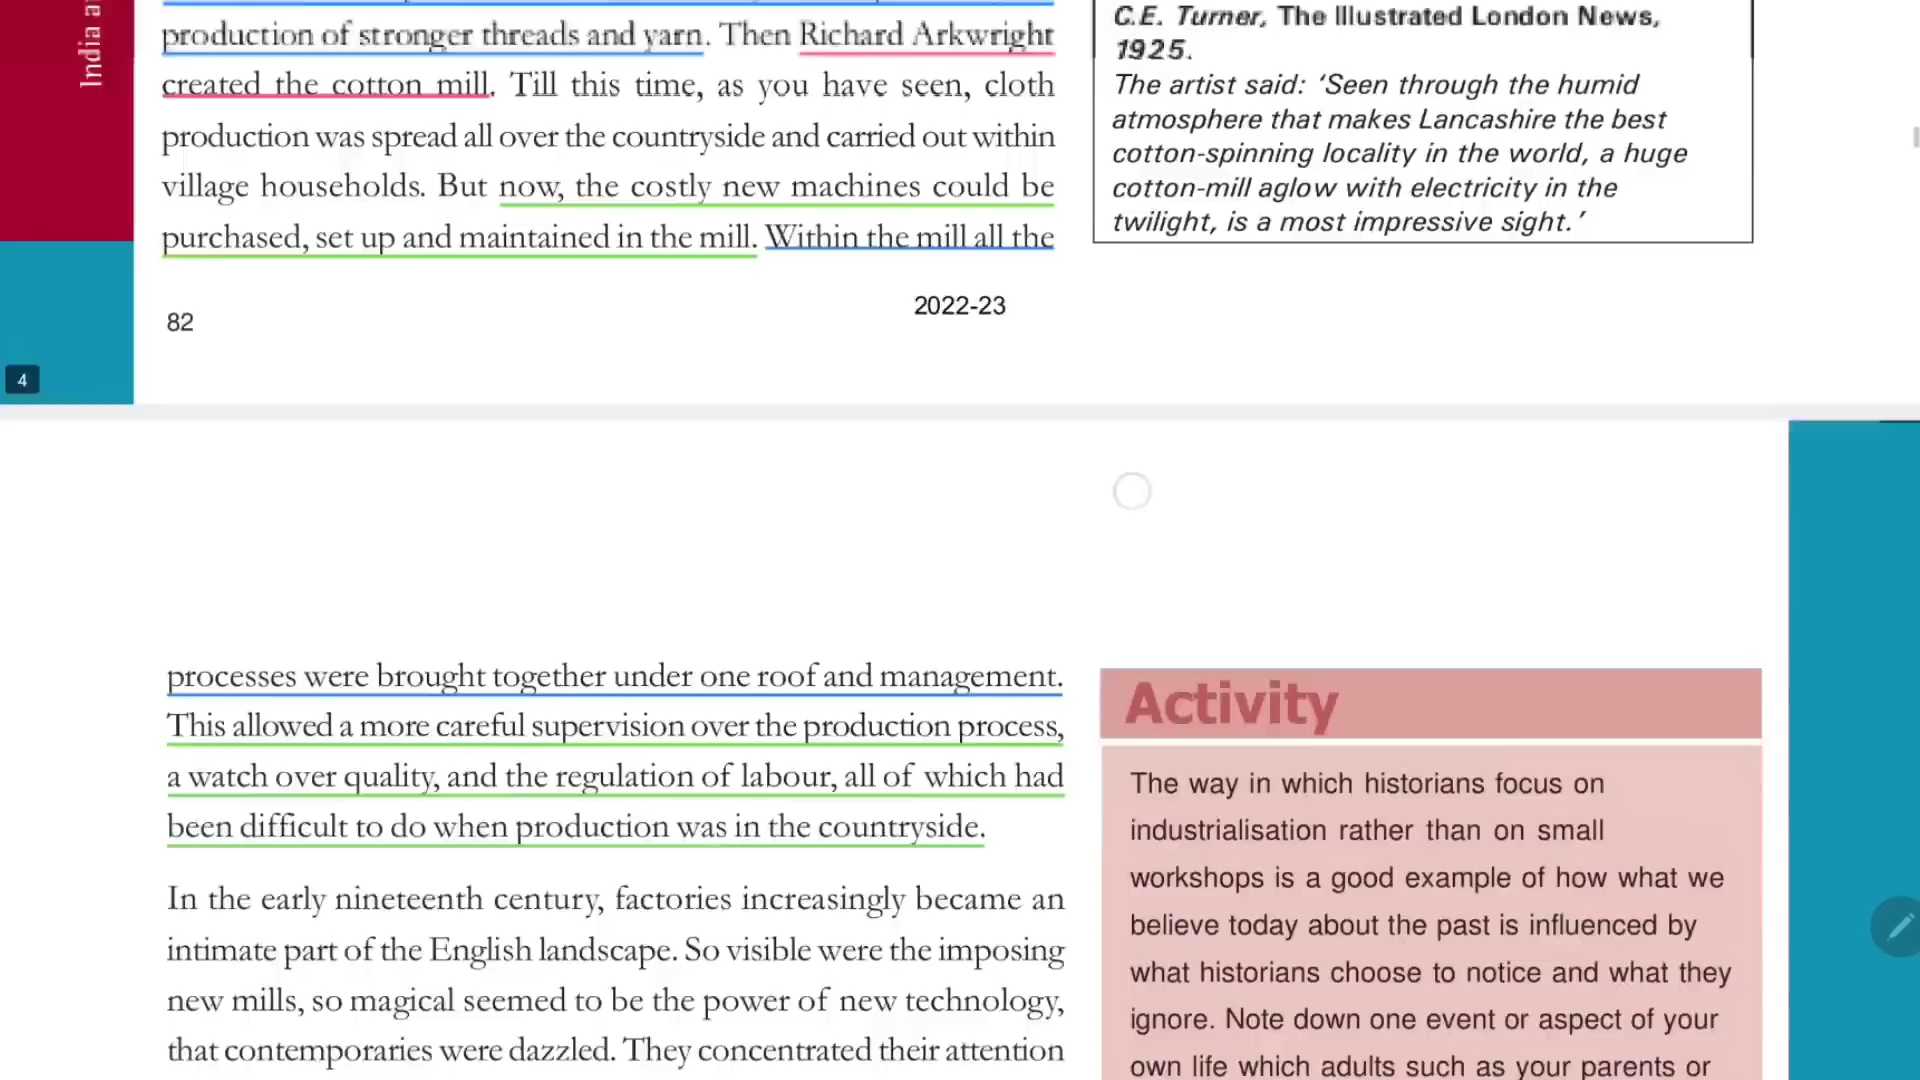 India a
production of stronger threads and yarn. Then Richard Arkwright
created the cotton mill. Till this time, as you have seen, cloth
production was spread all over the countryside and carried out within
village households. But now, the costly new machines could be
purchased, set up and maintained in the mill. Within the mill all the
C.E. Turner, The Illustrated London News,
1925.
The artist said: ‘Seen through the humid
atmosphere that makes Lancashire the best
cotton-spinning locality in the world, a huge
cotton-mill aglow with electricity in the
twilight, is a most impressive sight.’
82
2022-23
4
processes were brought together under one roof and management.
This allowed a more careful supervision over the production process,
a watch over quality, and the regulation of labour, all of which had
been difficult to do when production was in the countryside.
In the early nineteenth century, factories increasingly became an
intimate part of the English landscape. So visible were the imposing
new mills, so magical seemed to be the power of new technology,
that contemporaries were dazzled. They concentrated their attention
Activity
The way in which historians focus on
industrialisation rather than on small
workshops is a good example of how what we
believe today about the past is influenced by
what historians choose to notice and what they
ignore. Note down one event or aspect of your
own life which adults such as your parents or